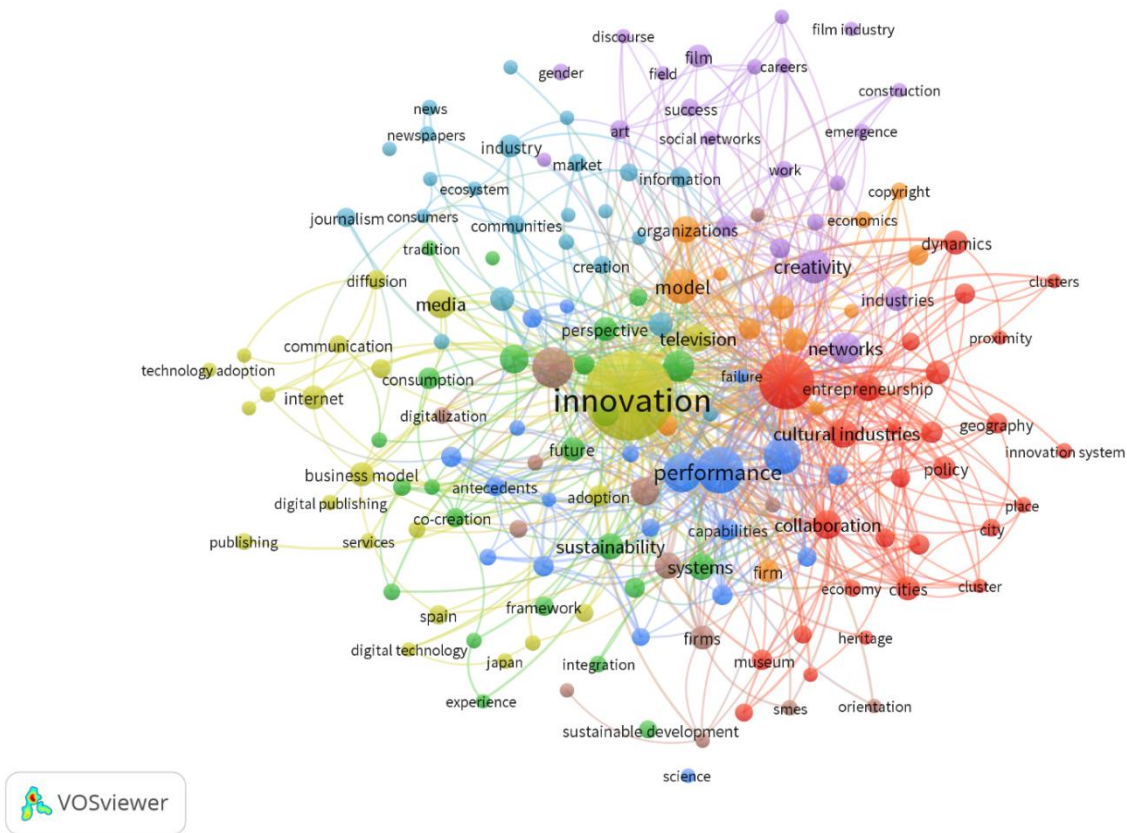 film industry
discourse
film
careers
gender
field
construction
news
success
newspapers
art
social networks
emergence
industry
market
work
information
ecosystem
copyright
journalism
consumers
communities
organizations
economics
dynamics
tradition
creation
creativity
diffusion
model
clusters
media
industries
perspective
television
communication
networks
proximity
technology adoption
consumption
failure
entrepreneurship
internet
innovation
digitalization
geography
cultural industries
future
innovation system
business model
performance
policy
antecedents
adoption
digital publishing
place
co-creation
collaboration
capabilities
city
publishing
services
sustainability
systems
firm
economy
cities
cluster
spain
framework
firms
heritage
digital technology
japan
integration
museum
experience
smes
orientation
sustainable development
science
VOSviewer